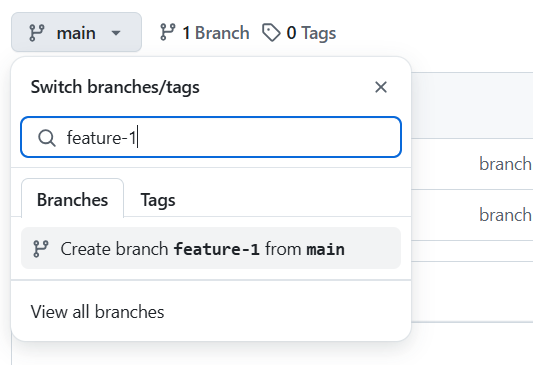 main 1 Branch 0 Tags
Switch branches/tags
feature-1
Branches Tags
branch
Create branch feature-1 from main
branch
View all branches